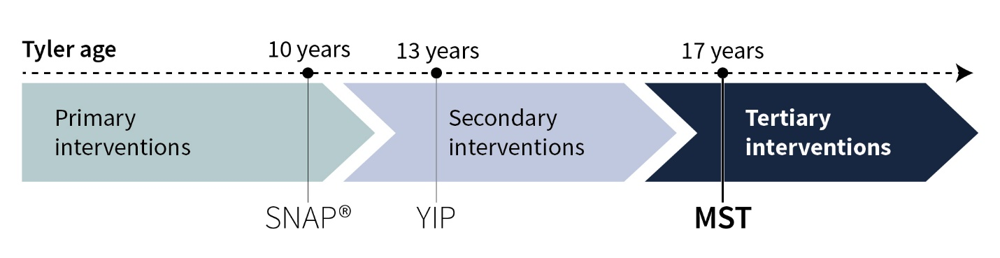 Tyler age
10 years
13 years
17 years
Primary
interventions
Secondary
interventions
Tertiary
interventions
SNAP®
YIP
MST